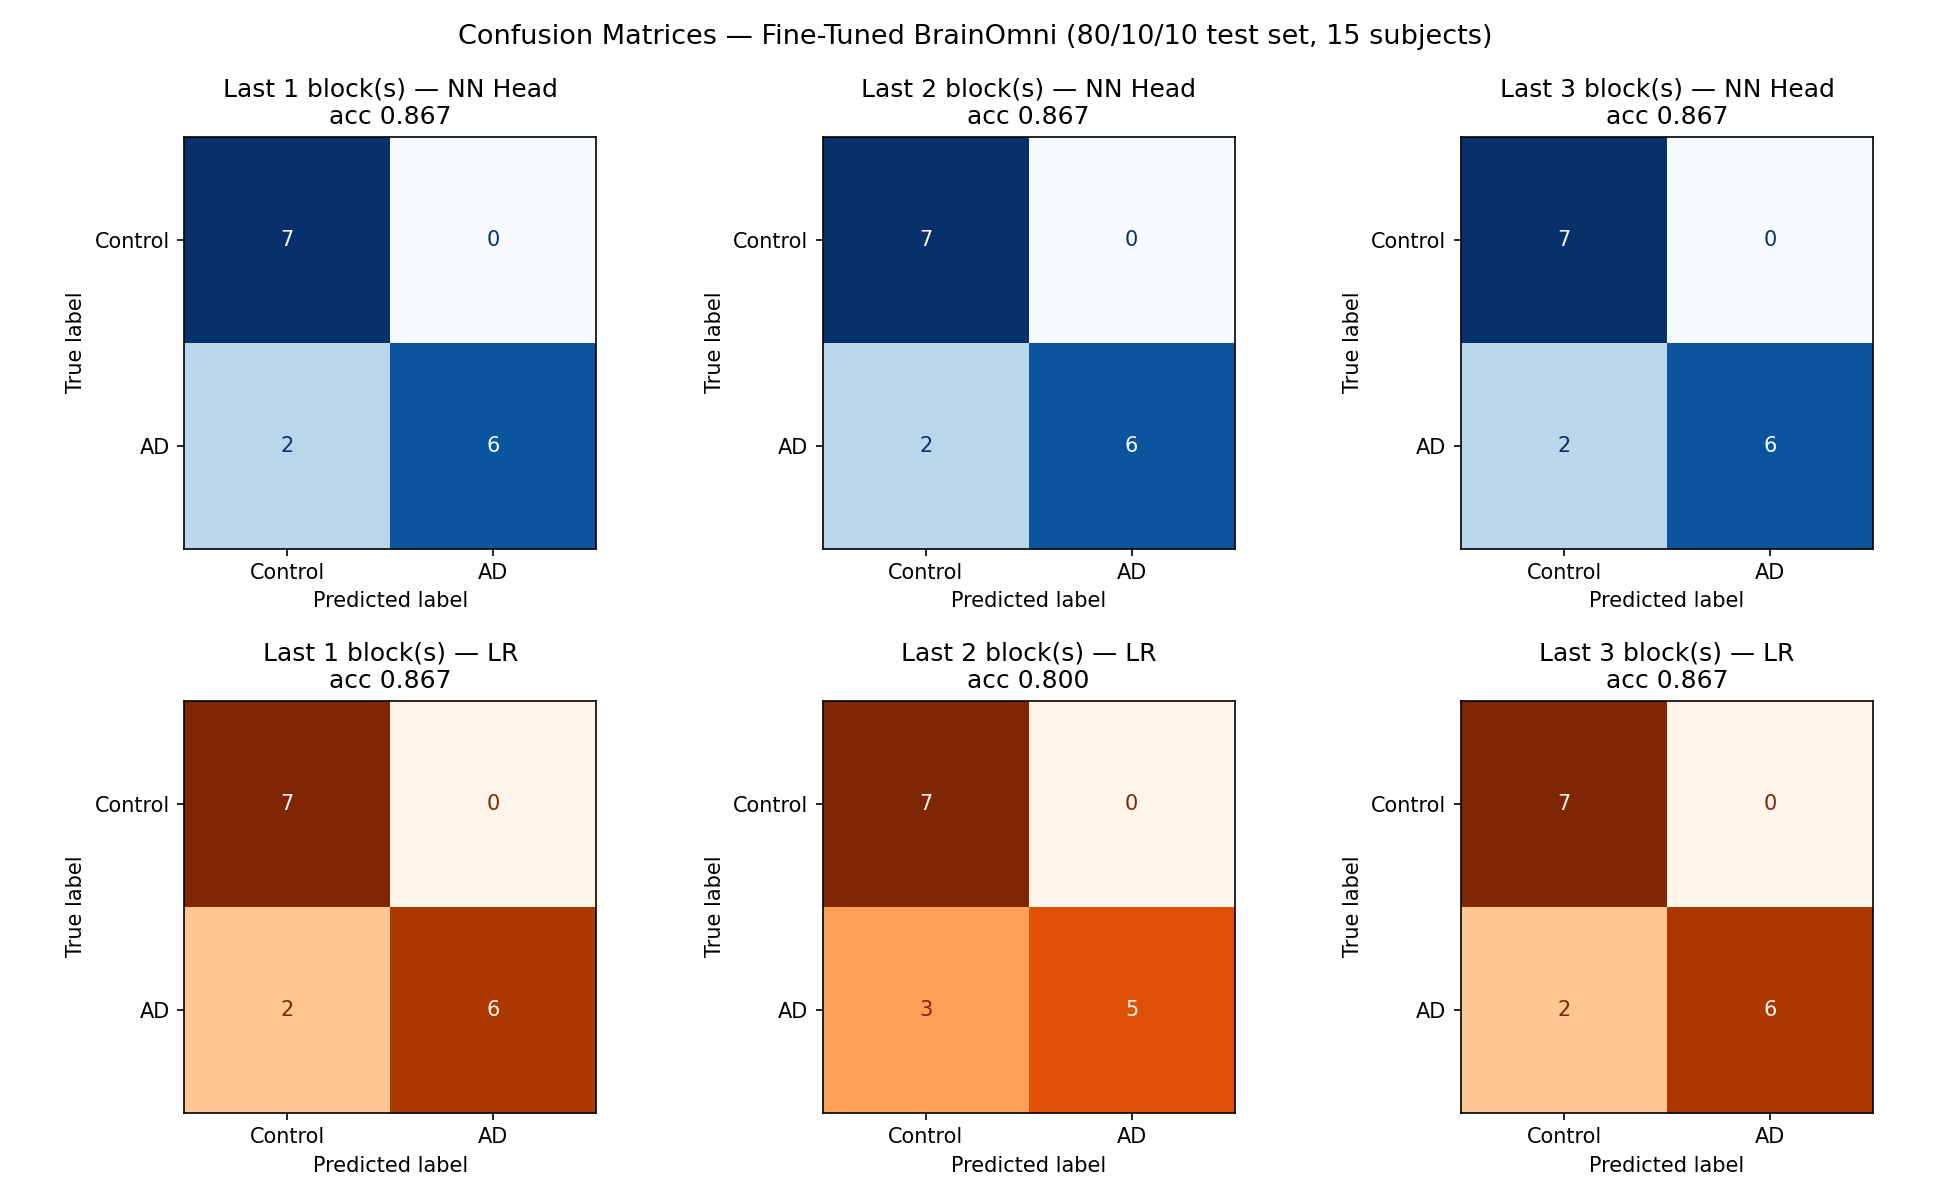 Confusion Matrices — Fine-Tuned BrainOmni (80/10/10 test set, 15 subjects)
Last 1 block(s) — NN Head
acc 0.867
True label
Control
7
0
AD
2
6
Control
AD
Predicted label
Last 2 block(s) — NN Head
acc 0.867
True label
Control
7
0
AD
2
6
Control
AD
Predicted label
Last 3 block(s) — NN Head
acc 0.867
True label
Control
7
0
AD
2
6
Control
AD
Predicted label
Last 1 block(s) — LR
acc 0.867
True label
Control
7
0
AD
2
6
Control
AD
Predicted label
Last 2 block(s) — LR
acc 0.800
True label
Control
7
0
AD
3
5
Control
AD
Predicted label
Last 3 block(s) — LR
acc 0.867
True label
Control
7
0
AD
2
6
Control
AD
Predicted label